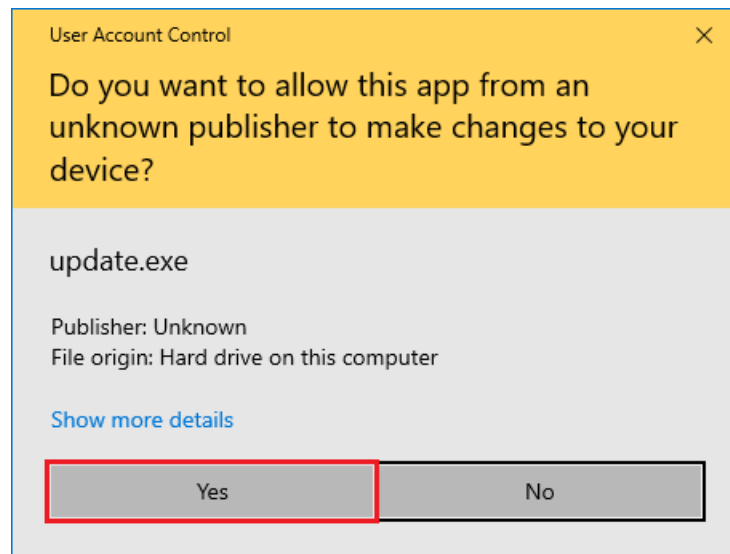 User Account Control
Do you want to allow this app from an
unknown publisher to make changes to your
device?
update.exe
Publisher: Unknown
File origin: Hard drive on this computer
Show more details
Yes
No